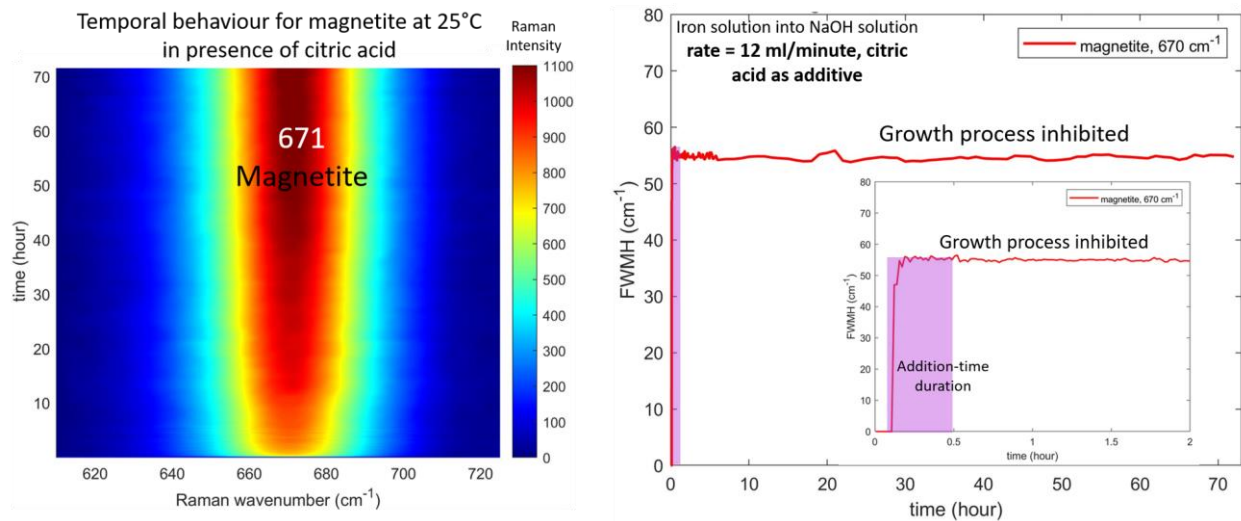 Temporal behaviour for magnetite at 25°C
in presence of citric acid
Raman
Intensity
671
Magnetite
time (hour)
70
60
50
40
30
20
10
620
640
660
680
700
720
Raman wavenumber (cm-1)
1100
1000
900
800
700
600
500
400
300
200
100
0
Iron solution into NaOH solution
rate = 12 ml/minute, citric
acid as additive
magnetite, 670 cm-1
Growth process inhibited
FWMH (cm-1)
80
70
60
50
40
30
20
10
0
0
10
20
30
40
50
60
70
time (hour)
magnetite, 670 cm-1
Growth process inhibited
Addition-time
duration
FWMH (cm-1)
80
70
60
50
40
30
20
10
0
0
0.5
1
1.5
2
time (hour)